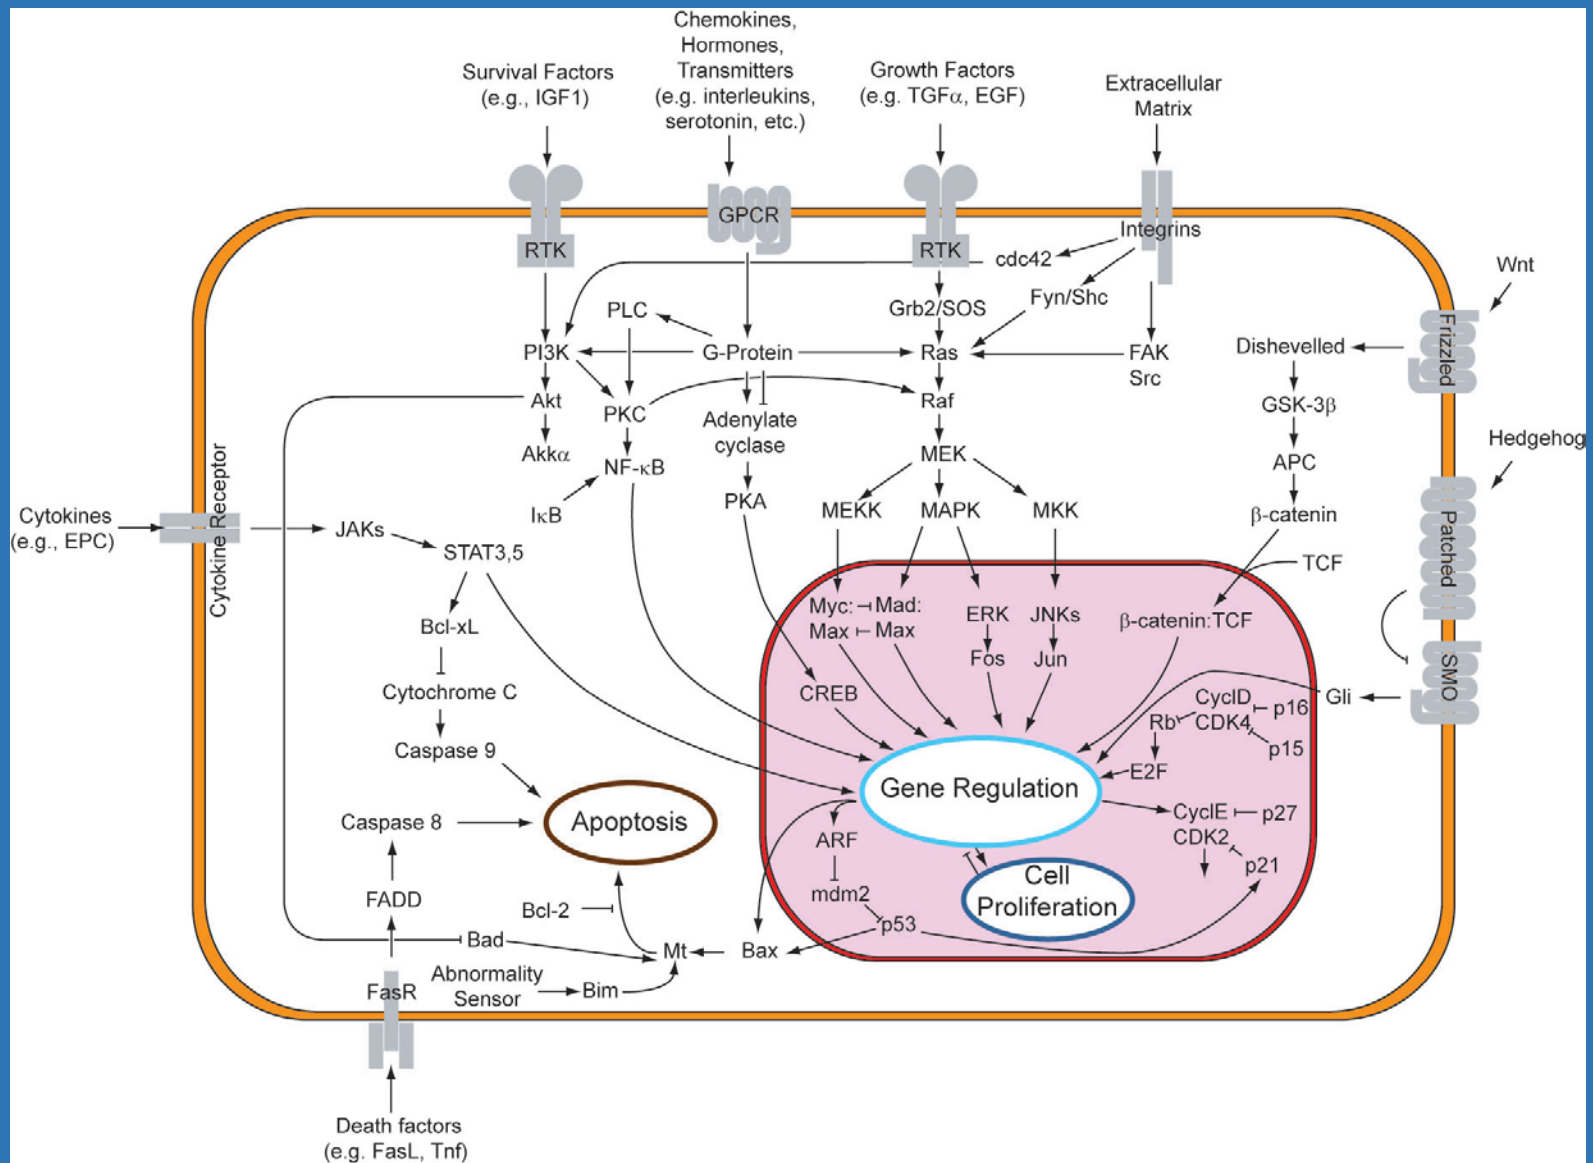 Chemokines,
Hormones,
Transmitters
(e.g. interleukins,
serotonin, etc.)
Survival Factors
(e.g., IGF1)
Growth Factors
(e.g. TGFα, EGF)
Extracellular
Matrix
GPCR
RTK
RTK
Integrins
cdc42
Wnt
Fyn/Shc
PLC
Grb2/SOS
Frizzled
PI3K
G-Protein
Ras
FAK
Src
Dishevelled
Akt
PKC
Adenylate
cyclase
Raf
GSK-3β
Hedgehog
Akkα
NF-κB
MEK
APC
IκB
PKA
MEKK
MAPK
MKK
β-catenin
Patched
Cytokines
(e.g., EPC)
Cytokine Receptor
JAKs
STAT3,5
TCF
Myc:
Mad:
Max
Max
ERK
JNKs
β-catenin:TCF
Bcl-xL
Fos
Jun
SMO
Cytochrome C
CREB
Gli
CyclD
CDK4
p16
Rb
p15
Caspase 9
E2F
Gene Regulation
Caspase 8
Apoptosis
ARF
CyclE
CDK2
p27
p21
FADD
mdm2
Cell
Proliferation
Bcl-2
p53
Bad
Mt
Bax
Abnormality
Sensor
Bim
FasR
Death factors
(e.g. FasL, Tnf)